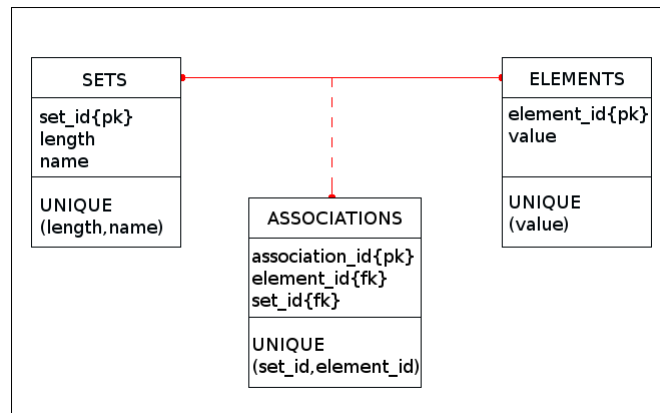 SETS
set_id{pk}
length
name
UNIQUE
(length,name)
ELEMENTS
element_id{pk}
value
UNIQUE
(value)
ASSOCIATIONS
association_id{pk}
element_id{fk}
set_id{fk}
UNIQUE
(set_id,element_id)